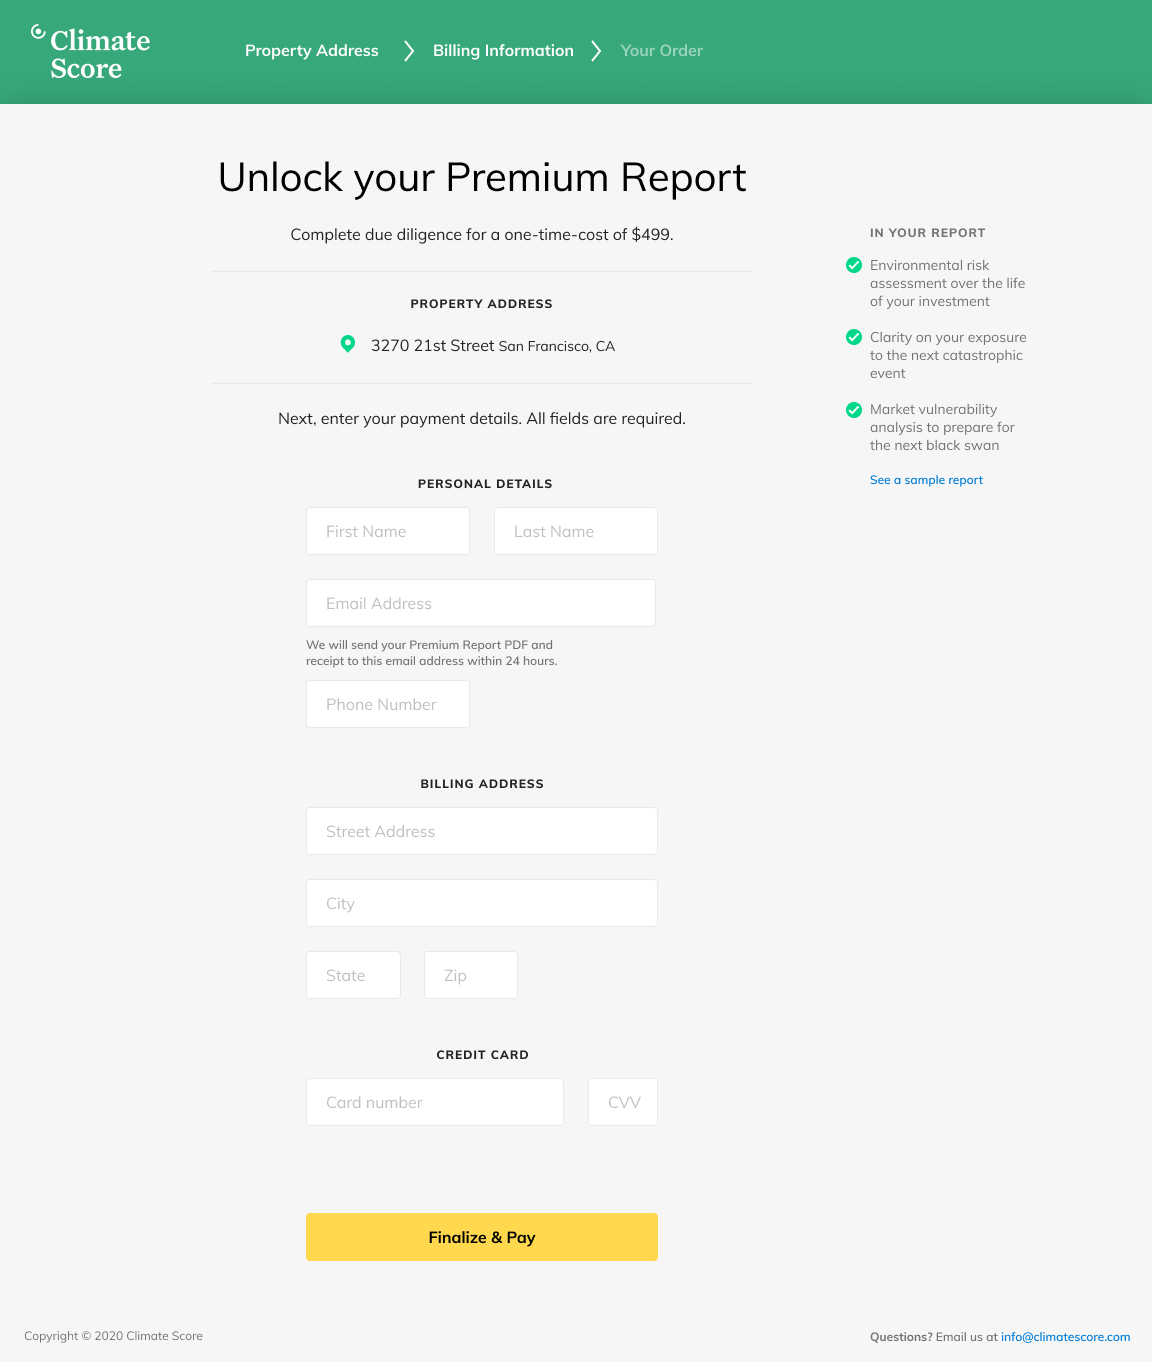 Climate
Score
Property Address
Billing Information
Your Order
Unlock your Premium Report
Complete due diligence for a one-time-cost of $499.
PROPERTY ADDRESS
3270 21st Street San Francisco, CA
Next, enter your payment details. All fields are required.
PERSONAL DETAILS
First Name
Last Name
Email Address
We will send your Premium Report PDF and
receipt to this email address within 24 hours.
Phone Number
BILLING ADDRESS
Street Address
City
State
Zip
CREDIT CARD
Card number
CVV
Finalize & Pay
IN YOUR REPORT
Environmental risk
assessment over the life
of your investment
Clarity on your exposure
to the next catastrophic
event
Market vulnerability
analysis to prepare for
the next black swan
See a sample report
Copyright © 2020 Climate Score
Questions? Email us at info@climatescore.com